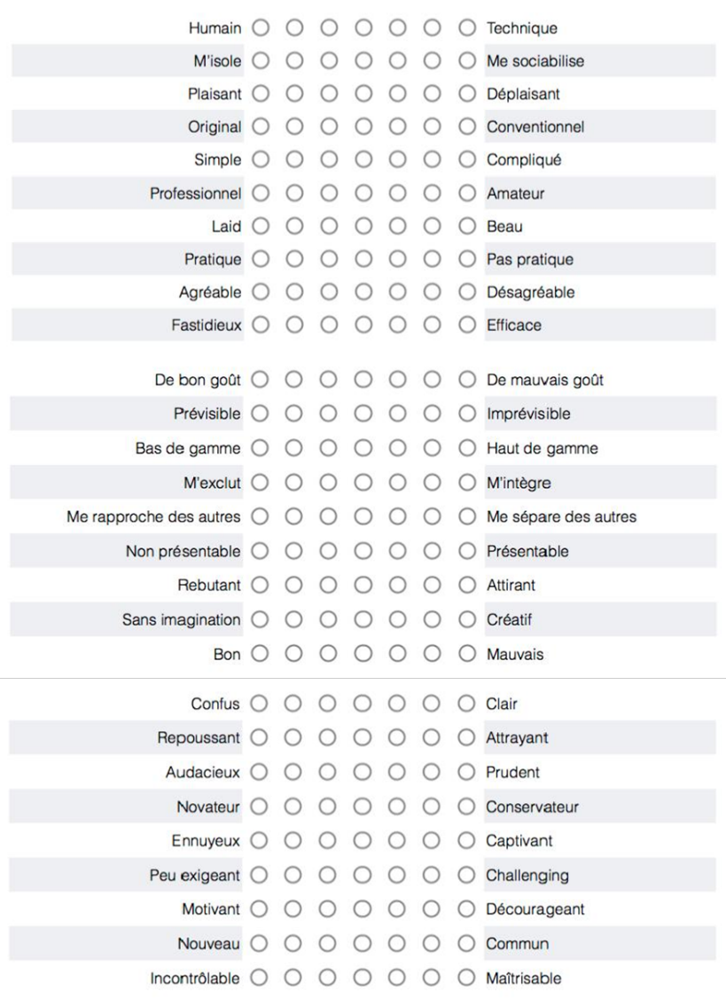 Humain Technique
M'isole Me sociabilise
Plaisant Déplaisant
Original Conventionnel
Simple Compliqué
Professionnel Amateur
Laid Beau
Pratique Pas pratique
Agréable Désagréable
Fastidieux Efficace
De bon goût De mauvais goût
Prévisible Imprévisible
Bas de gamme Haut de gamme
M'exclut M'intègre
Me rapproche des autres Me sépare des autres
Non présentable Présentable
Rebutant Attirant
Sans imagination Créatif
Bon Mauvais
Confus Clair
Repoussant Attrayant
Audacieux Prudent
Novateur Conservateur
Ennuyeux Captivant
Peu exigeant Challenging
Motivant Décourageant
Nouveau Commun
Incontrôlable Maîtrisable